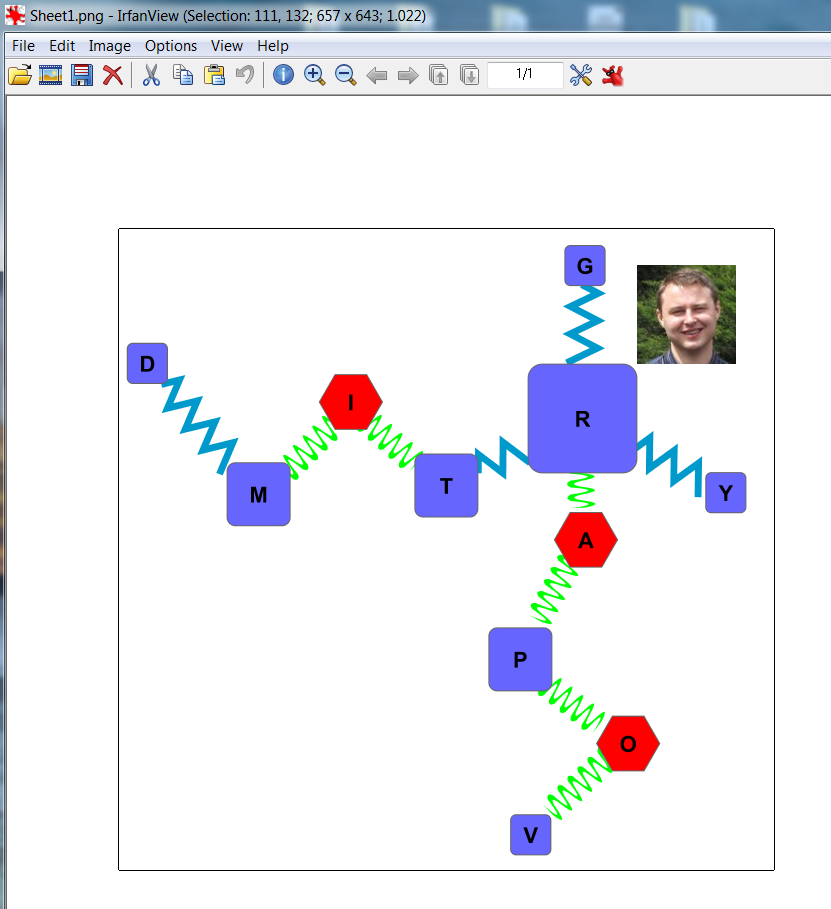 Sheet1.png - IrfanView (Selection: 111, 132; 657 x 643; 1.022)
File Edit Image Options View Help
1/1
G
D
I
R
M
T
Y
A
P
O
V